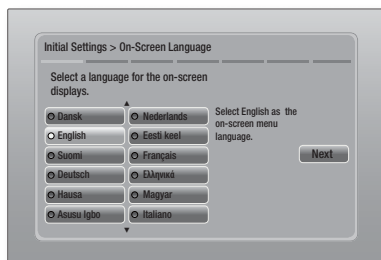 Initial Settings > On-Screen Language
Select a language for the on-screen
displays.
Dansk
English
Suomi
Deutsch
Hausa
Asusu Igbo
Nederlands
Eesti keel
Français
Ελληνικά
Magyar
Italiano
Select English as the
on-screen menu
language.
Next